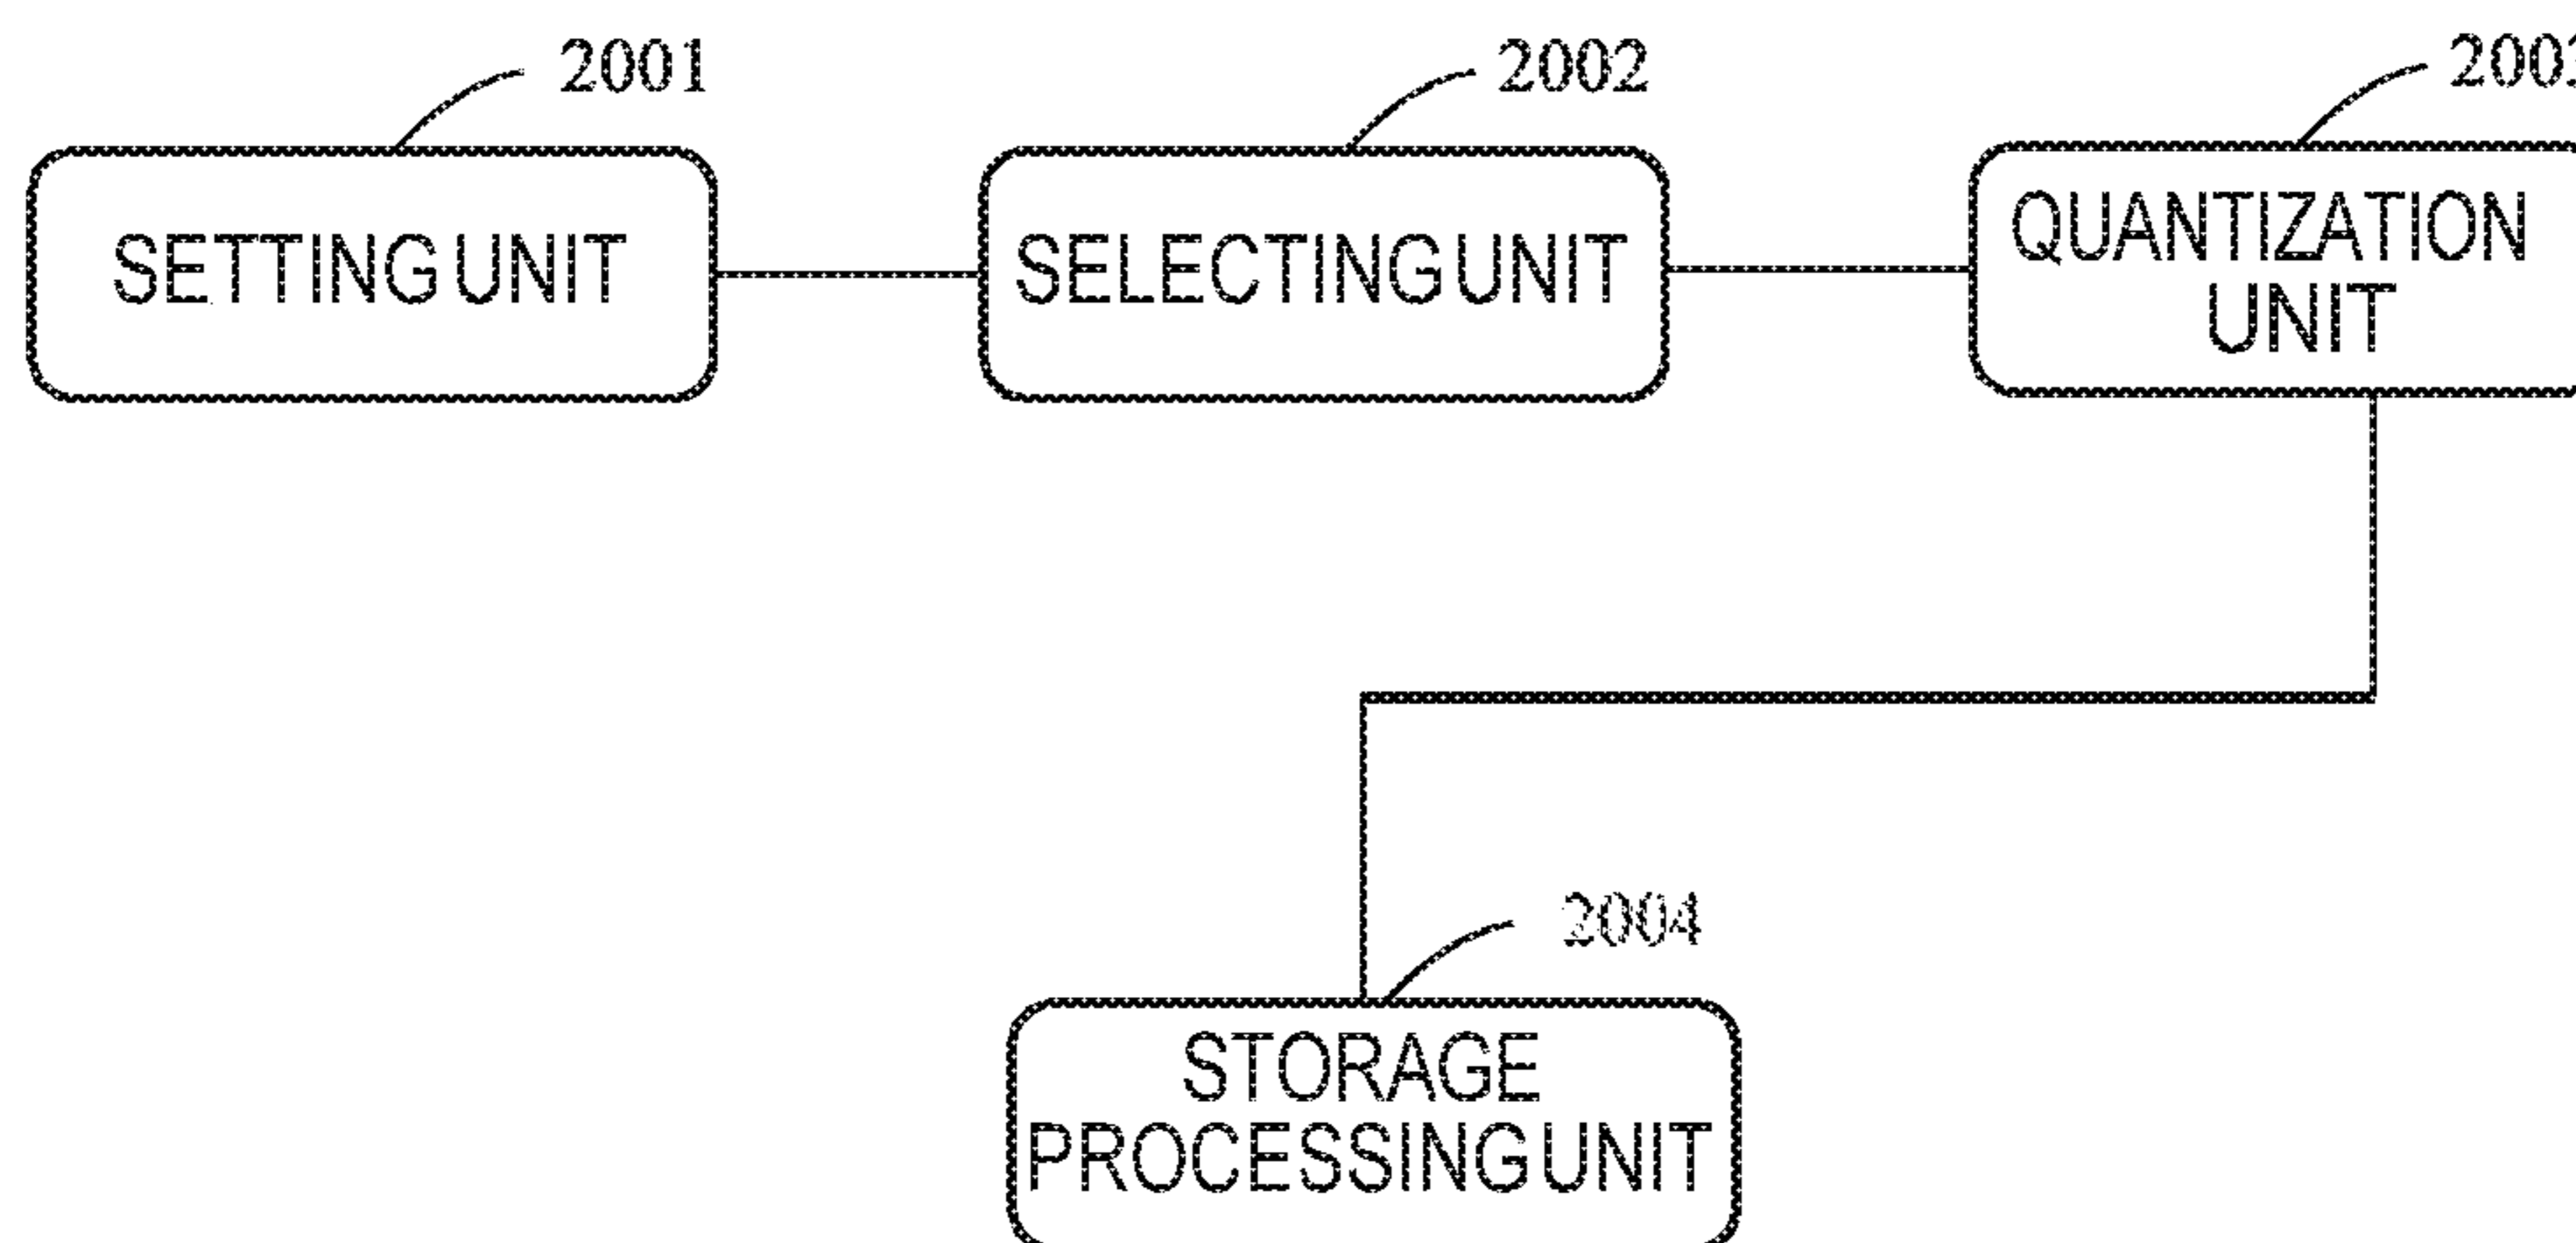 2001
2002
SETTING UNIT
SELECTING UNIT
QUANTIZATION
UNIT
2004
STORAGE
PROCESSING UNIT